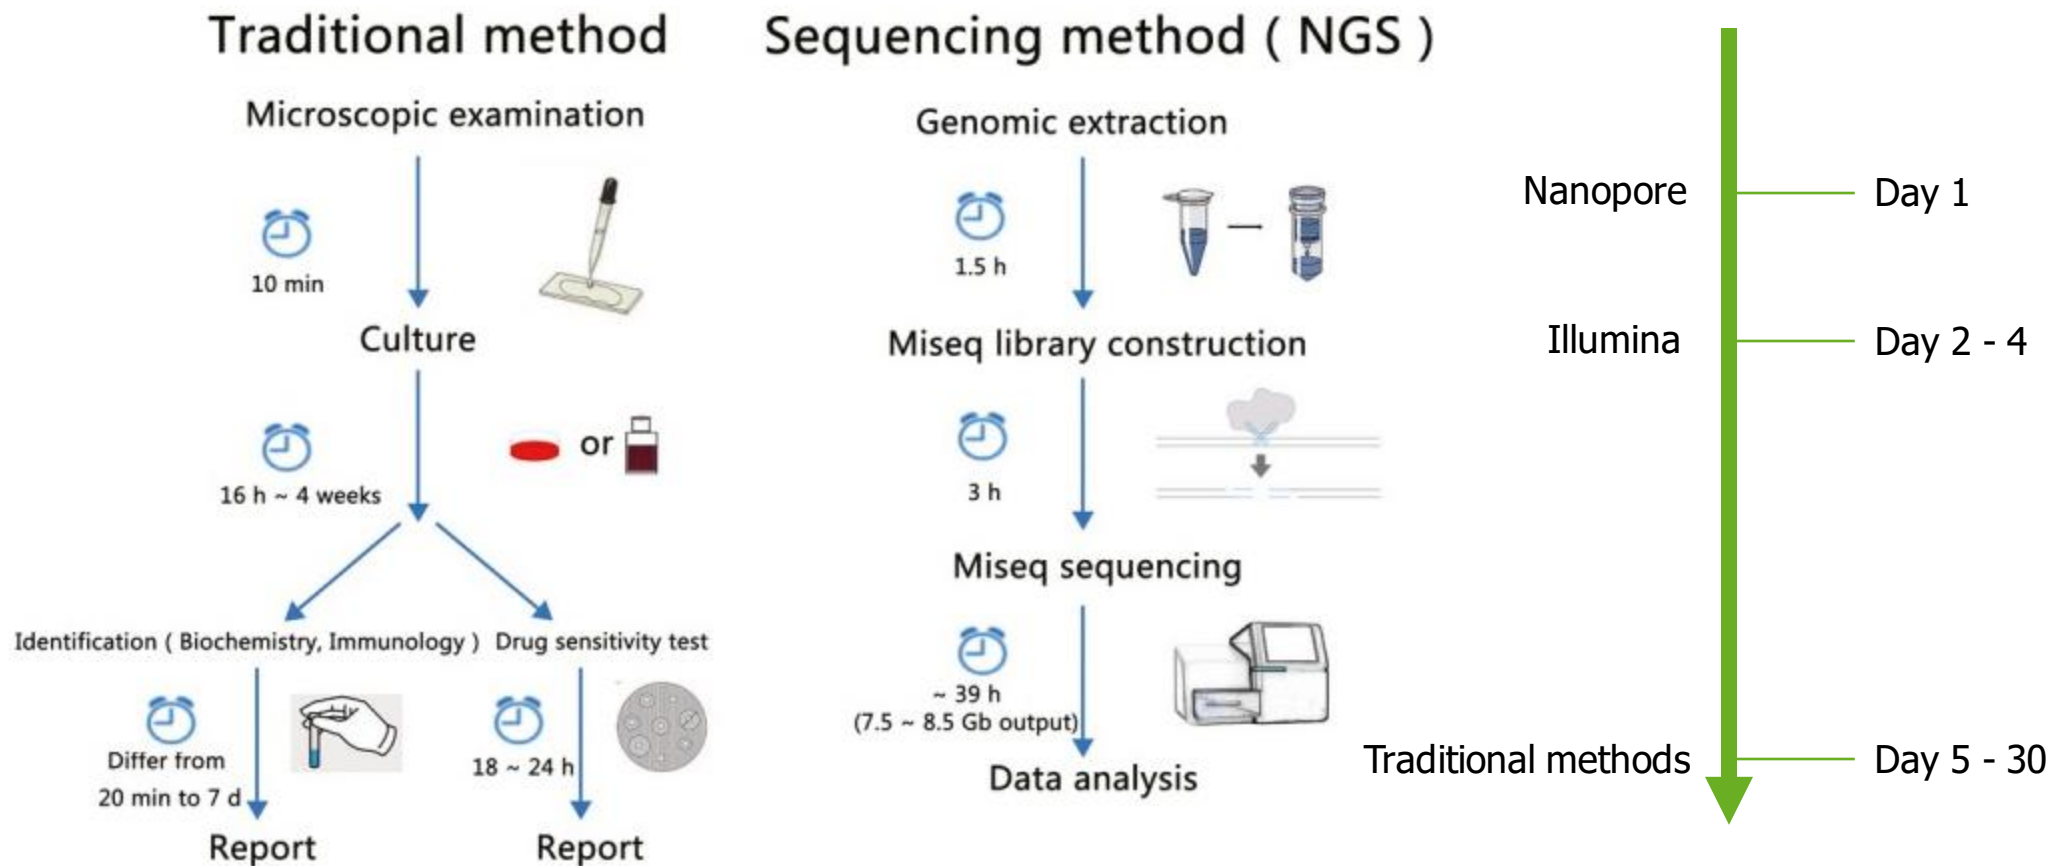 Traditional method
Microscopic examination
10 min
Culture
or
16 h ~ 4 weeks
Identification ( Biochemistry, Immunology )
Drug sensitivity test
Differ from
20 min to 7 d
18 ~ 24 h
Report
Report
Sequencing method ( NGS )
Genomic extraction
1.5 h
Miseq library construction
3 h
Miseq sequencing
~ 39 h
(7.5 ~ 8.5 Gb output)
Data analysis
Nanopore
Day 1
Illumina
Day 2 - 4
Traditional methods
Day 5 - 30